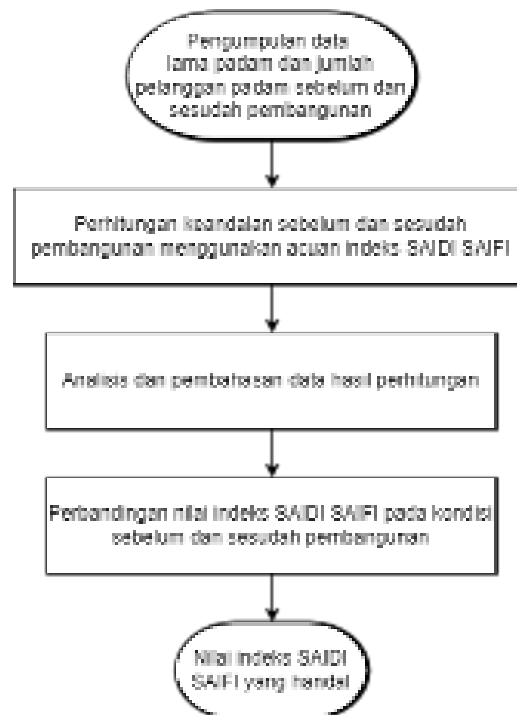 Pengumpulan data
lama padam dan jumlah
pelanggan padam sebelum dan
sesudah pembangunan
Perhitungan keandalan sebelum dan sesudah
pembangunan menggunakan acuan indeks SAIDI SAIFI
Analisis dan pembahasan data hasil perhitungan
Perbandingan nilai indeks SAIDI SAIFI pada kondisi
sebelum dan sesudah pembangunan
Nilai indeks SAIDI
SAIFI yang handal